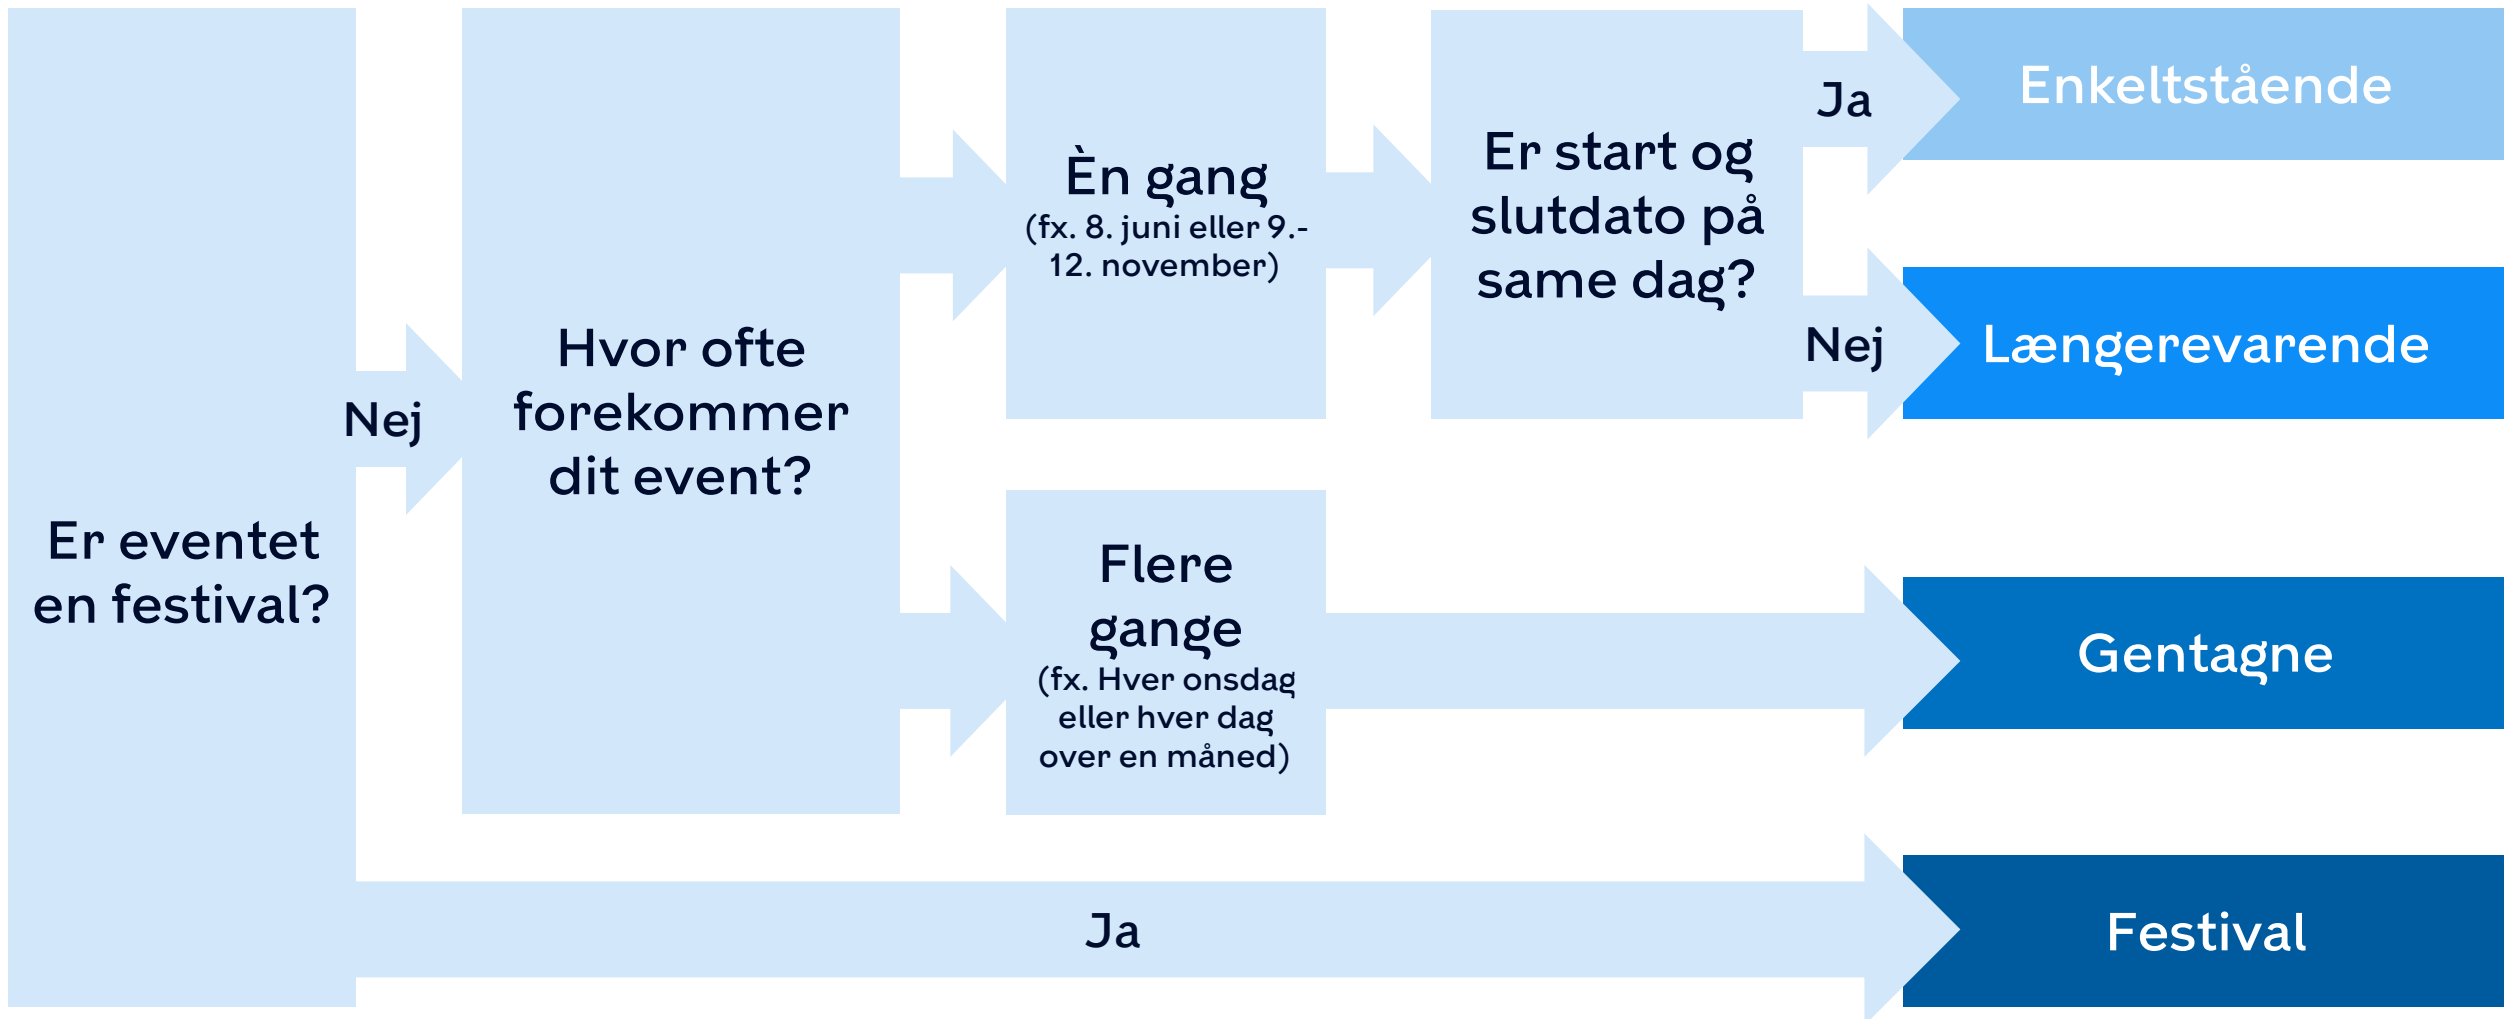 Er eventet
en festival?
Nej
Hvor ofte
forekommer
dit event?
Èn gang
(fx. 8. juni eller 9.-
12. november)
Er start og
slutdato på
same dag?
Ja
Enkeltstående
Nej
Længerevarende
Flere
gange
(fx. Hver onsdag
eller hver dag
over en måned)
Gentagne
Ja
Festival